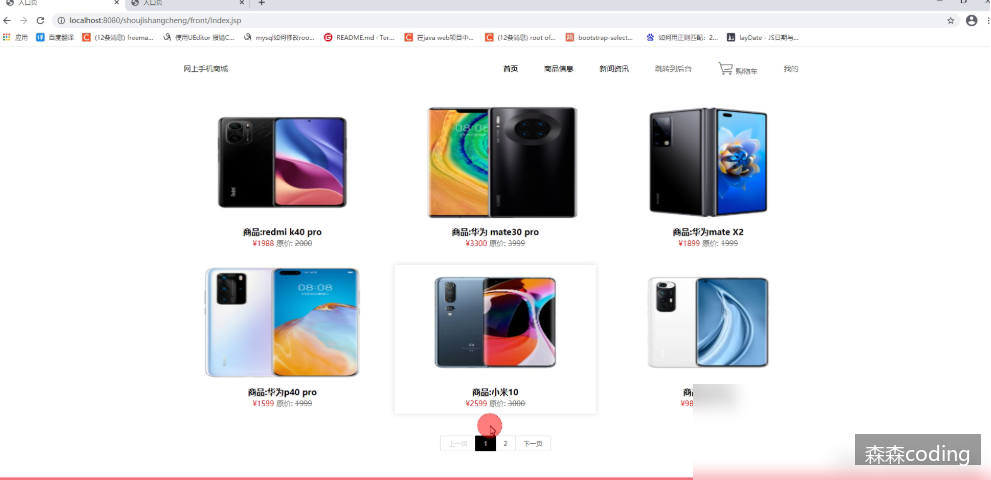 入口页
入口页
localhost:8080/shoujishangcheng/front/index.jsp
应用 百度翻译 (12条消息) freema... 使用UEditor 报错C... mysql如何修改roo... README.md · Ter... 在java web项目中... (12条消息) root of... bootstrap-select... 如何用正则匹配: 2... layDate - JS日期与...
网上手机商城 首页 商品信息 新闻资讯 跳转到后台 购物车 我的
08:00
商品:redmi k40 pro
¥1988 原价: 2000
商品:华为 mate30 pro
¥3300 原价: 3999
商品:华为mate X2
¥1899 原价: 1999
08:08
商品:华为p40 pro
¥1599 原价: 1999
商品:小米10
¥2599 原价: 3000
商
¥98
上一页 1 2 下一页
森森coding